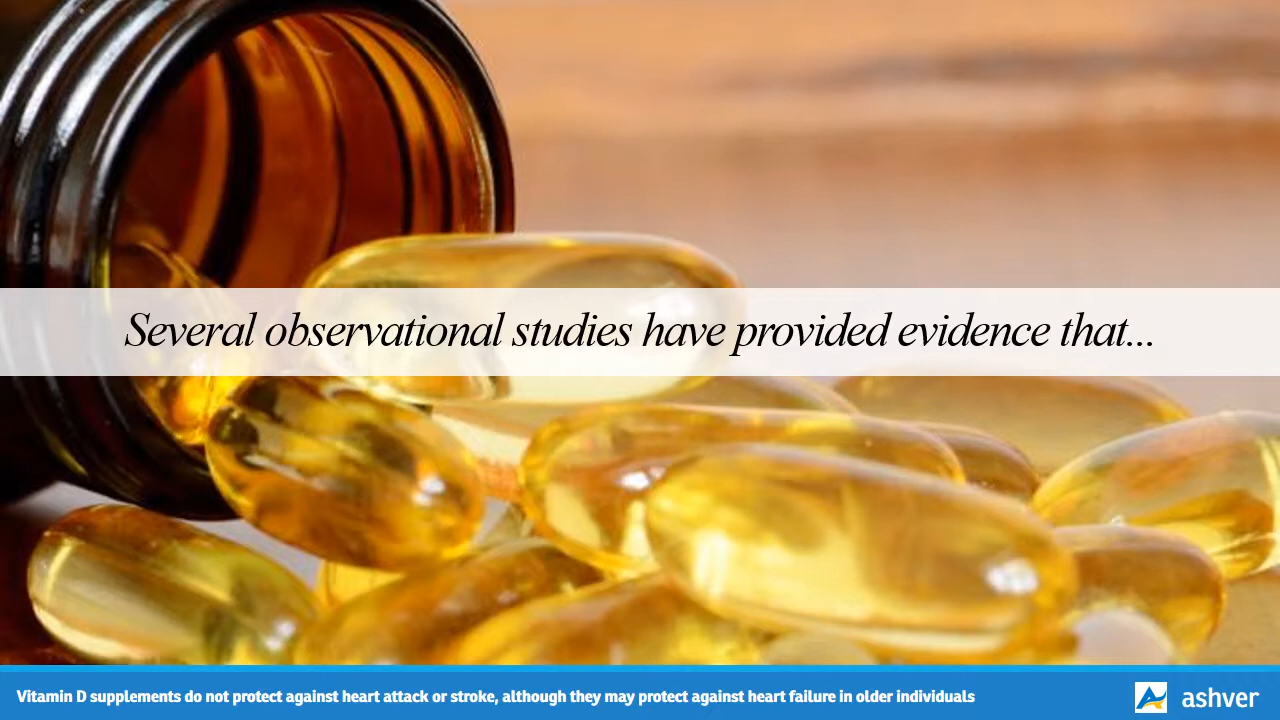 Several observational studies have provided evidence that...
Vitamin D supplements do not protect against heart attack or stroke, although they may protect against heart failure in older individuals
ashver